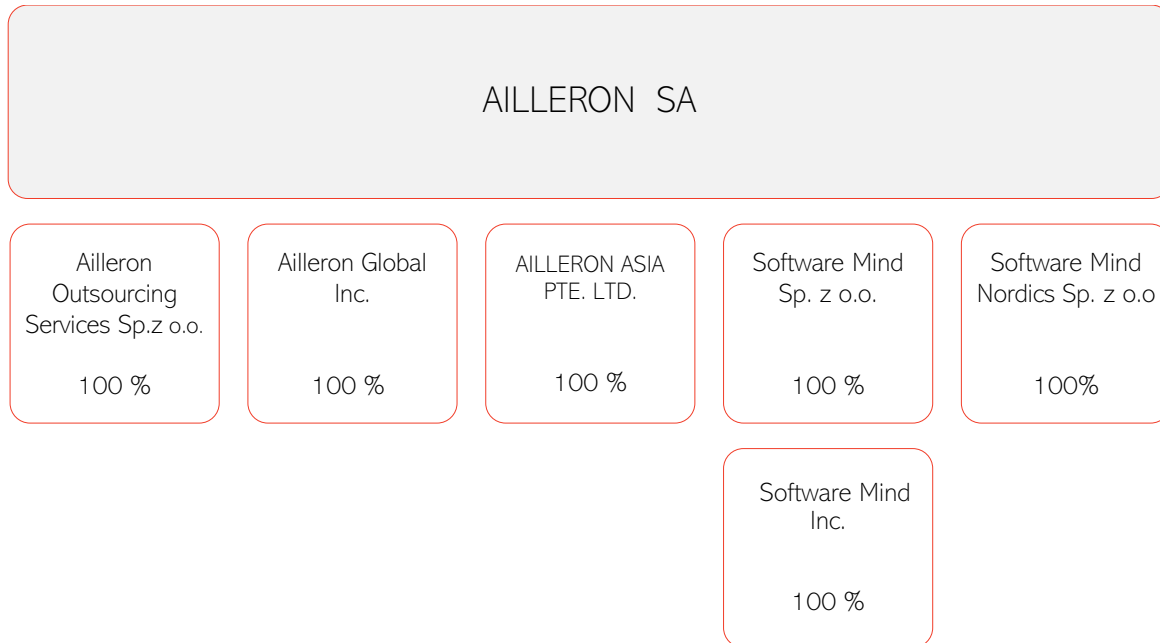 AILLERON SA
Ailleron
Outsourcing
Services Sp.z o.o.
100 %
Ailleron Global
Inc.
100 %
AILLERON ASIA
PTE. LTD.
100 %
Software Mind
Sp. z o.o.
100 %
Software Mind
Nordics Sp. z o.o
100%
Software Mind
Inc.
100 %